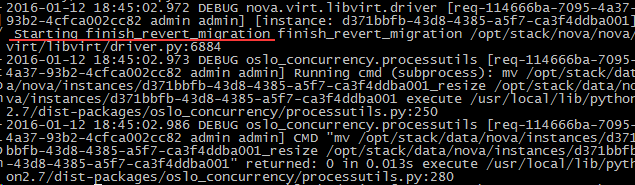 2016-01-12 18:45:02.972 DEBUG nova.virt.libvirt.driver [req-114666ba-7095-4a37-
93b2-4cfca002cc82 admin admin] [instance: d371bbfb-43d8-4385-a5f7-ca3f4ddba001]
Starting finish_revert_migration finish_revert_migration /opt/stack/nova/nova/
virt/libvirt/driver.py:6884
2016-01-12 18:45:02.973 DEBUG oslo_concurrency.processutils [req-114666ba-7095-
4a37-93b2-4cfca002cc82 admin admin] Running cmd (subprocess): mv /opt/stack/dat
a/nova/instances/d371bbfb-43d8-4385-a5f7-ca3f4ddba001_resize /opt/stack/data/no
va/instances/d371bbfb-43d8-4385-a5f7-ca3f4ddba001 execute /usr/local/lib/python
2.7/dist-packages/oslo_concurrency/processutils.py:250
2016-01-12 18:45:02.986 DEBUG oslo_concurrency.processutils [req-114666ba-7095-
4a37-93b2-4cfca002cc82 admin admin] CMD "mv /opt/stack/data/nova/instances/d371
bbfb-43d8-4385-a5f7-ca3f4ddba001_resize /opt/stack/data/nova/instances/d371bbfb
-43d8-4385-a5f7-ca3f4ddba001" returned: 0 in 0.013s execute /usr/local/lib/pyth
on2.7/dist-packages/oslo_concurrency/processutils.py:280